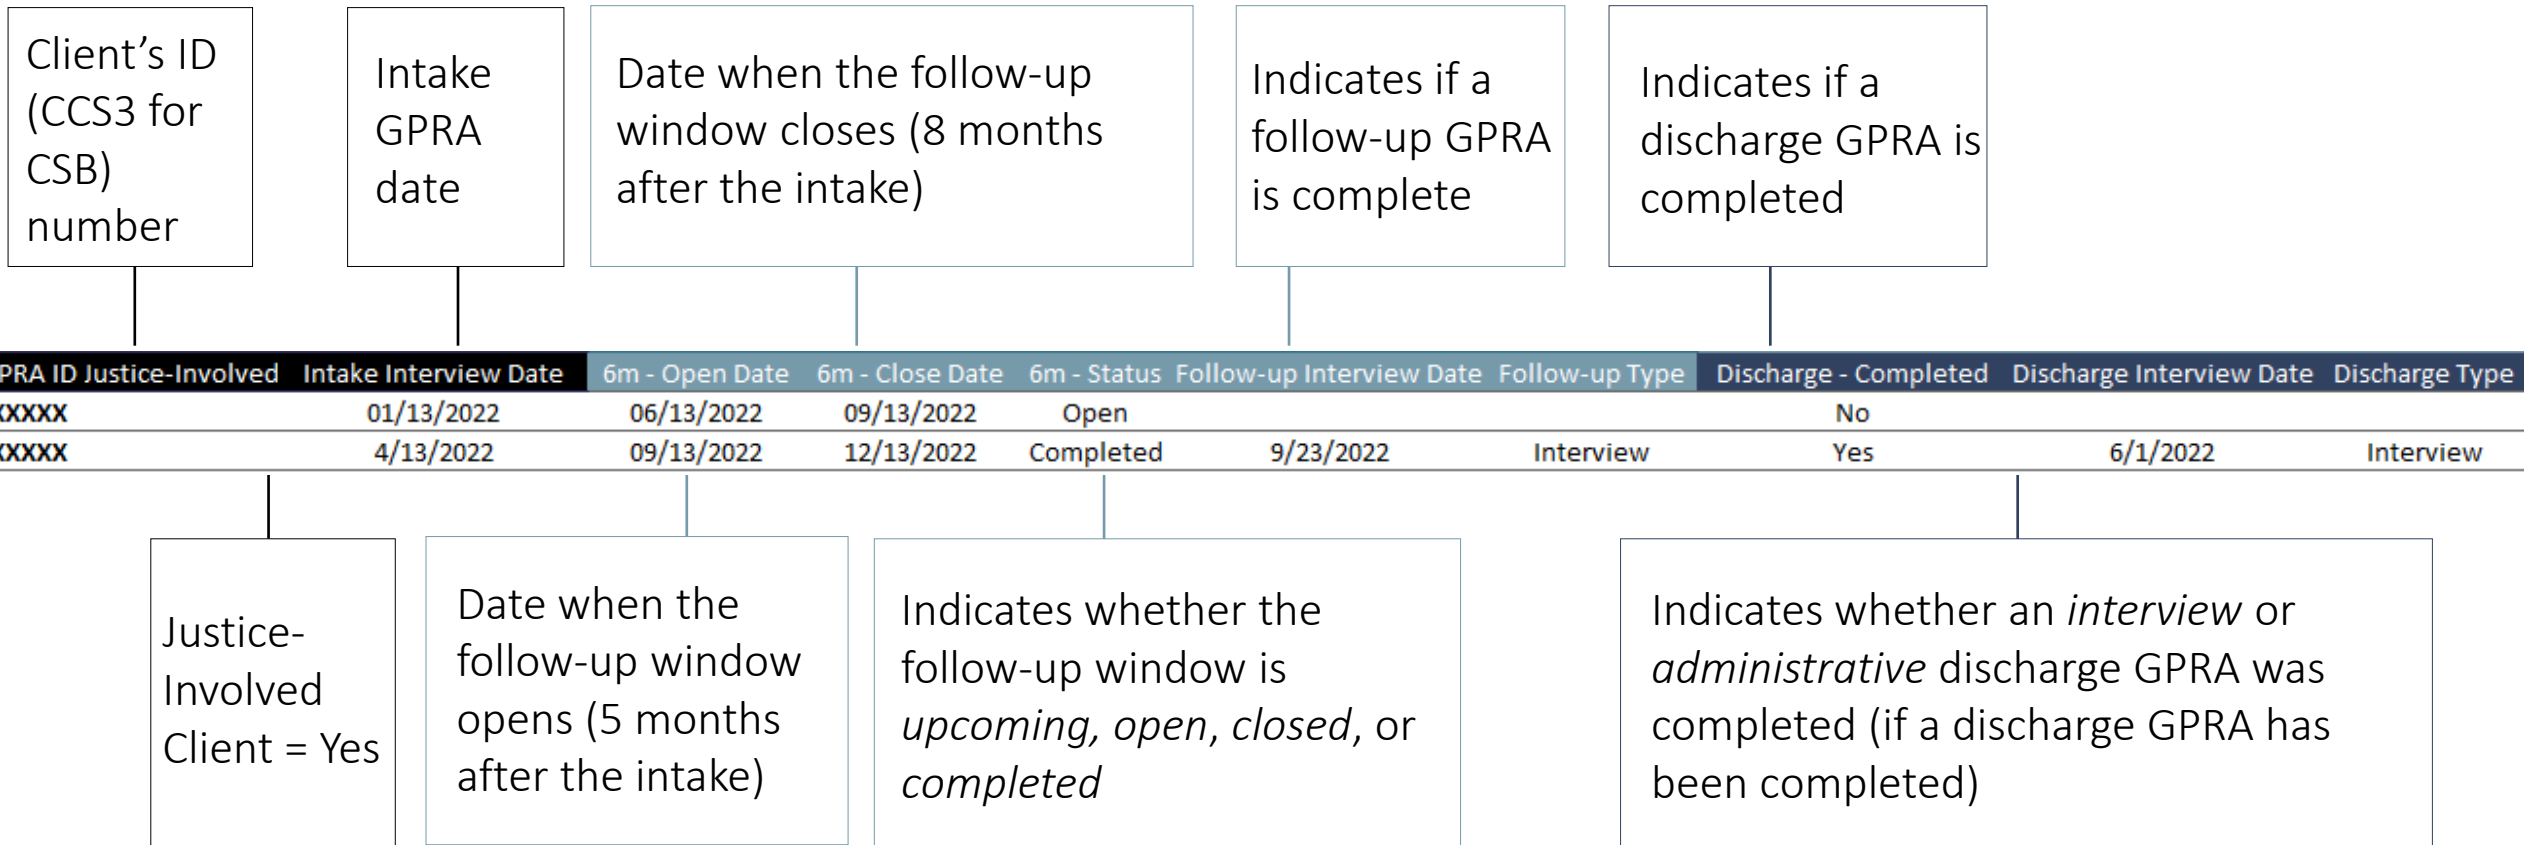 Client’s ID
(CCS3 for
CSB)
number
Intake
GPRA
date
Date when the follow-up
window closes (8 months
after the intake)
Indicates if a
follow-up GPRA
is complete
Indicates if a
discharge GPRA is
completed
PRA ID Justice-Involved Intake Interview Date 6m - Open Date 6m - Close Date 6m - Status Follow-up Interview Date Follow-up Type Discharge - Completed Discharge Interview Date Discharge Type
XXXXX 01/13/2022 06/13/2022 09/13/2022 Open No
XXXXX 4/13/2022 09/13/2022 12/13/2022 Completed 9/23/2022 Interview Yes 6/1/2022 Interview
Justice-
Involved
Client = Yes
Date when the
follow-up window
opens (5 months
after the intake)
Indicates whether the
follow-up window is
upcoming, open, closed, or
completed
Indicates whether an interview or
administrative discharge GPRA was
completed (if a discharge GPRA has
been completed)